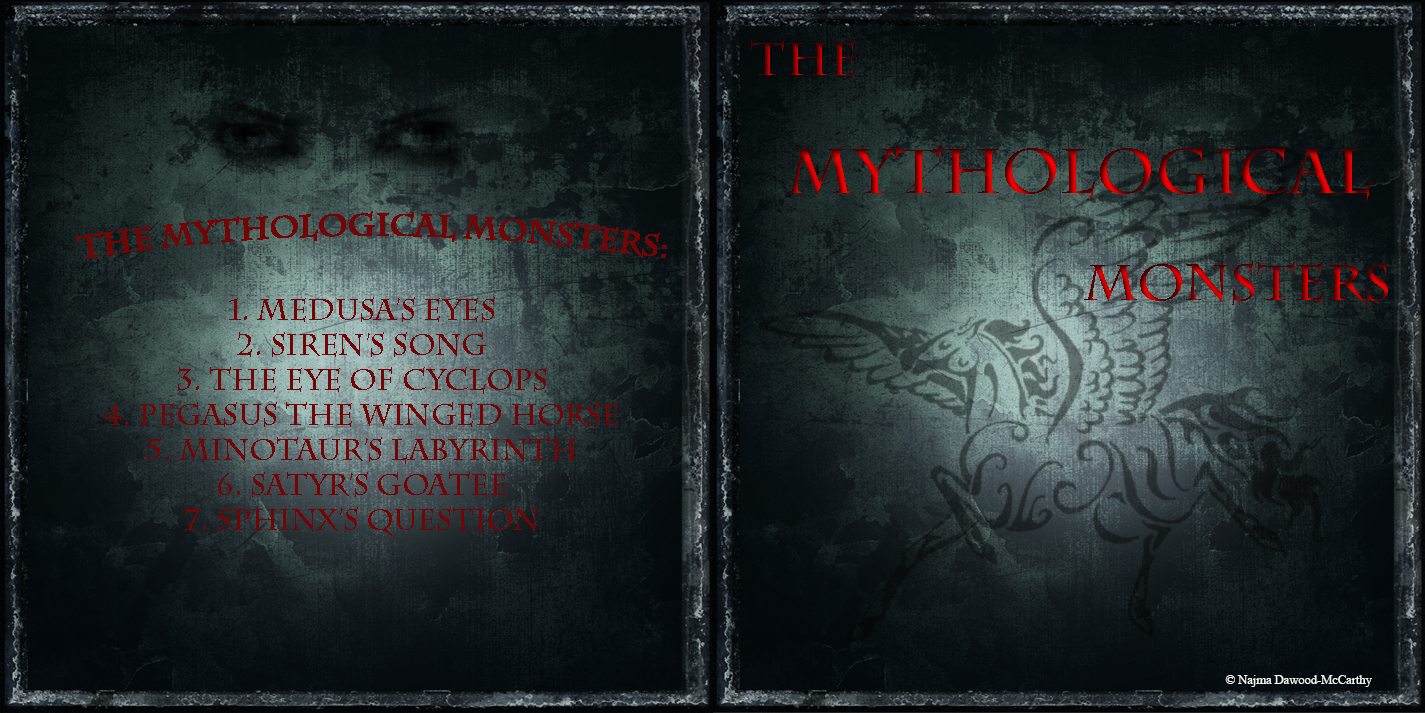 THE MYTHOLOGICAL MONSTERS:
1. MEDUSA'S EYES
2. SIREN'S SONG
3. THE EYE OF CYCLOPS
4. PEGASUS THE WINGED HORSE
5. MINOTAUR'S LABYRINTH
6. SATYR'S GOATEE
7. SPHINX'S QUESTION
THE
MYTHOLOGICAL
MONSTERS
© Najma Dawood-McCarthy